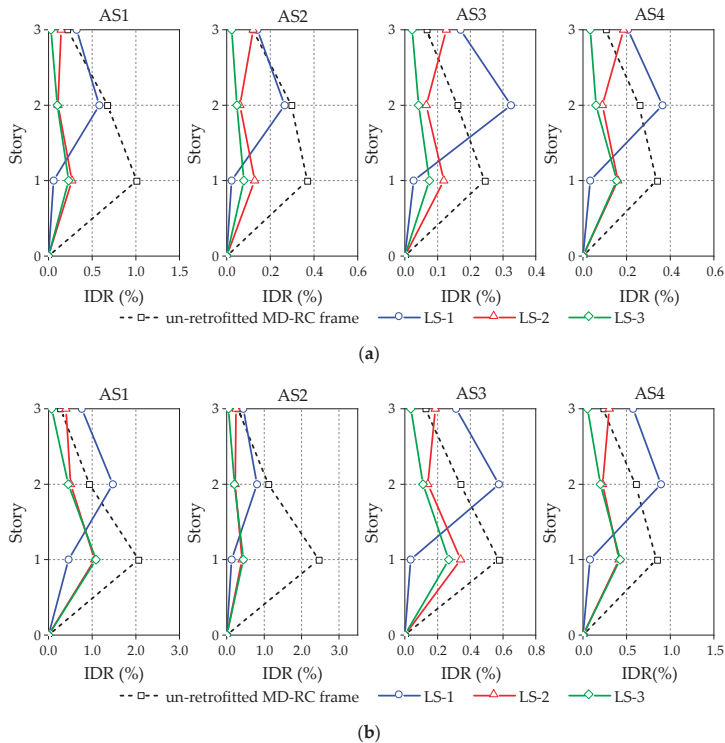 AS1 AS2 AS3 AS4
3 3 3 3
2 2 2 2
1 1 1 1
0 0 0 0
Story Story Story Story
0.0 0.5 1.0 1.5 0.0 0.2 0.4 0.6 0.0 0.1 0.2 0.3 0.4 0.0 0.2 0.4 0.6
IDR (%) IDR (%) IDR (%) IDR (%)
un-retrofitted MD-RC frame LS-1 LS-2 LS-3
(a)
AS1 AS2 AS3 AS4
3 3 3 3
2 2 2 2
1 1 1 1
0 0 0 0
Story Story Story Story
0.0 1.0 2.0 3.0 0.0 1.0 2.0 3.0 0.0 0.2 0.4 0.6 0.8 0.0 0.5 1.0 1.5
IDR (%) IDR (%) IDR (%) IDR(%)
un-retrofitted MD-RC frame LS-1 LS-2 LS-3
(b)